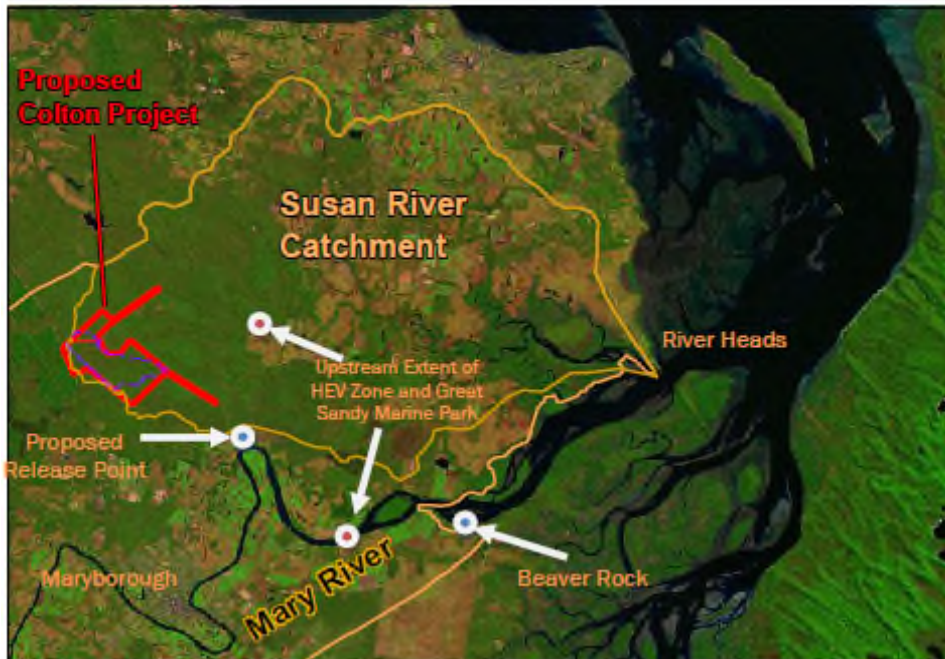 Proposed
Colton Project
Susan River
Catchment
River Heads
Upstream Extent of
HEV Zone and Great
Sandy Marine Park
Proposed
Release Point
Maryborough
Mary River
Beaver Rock